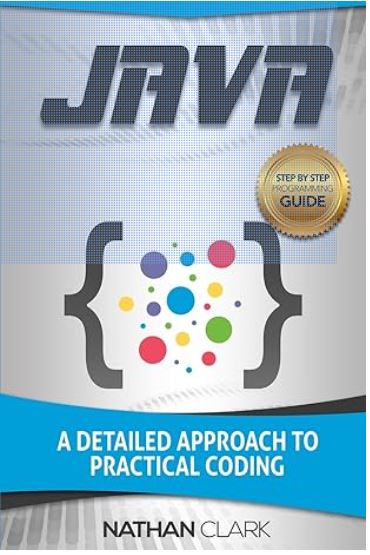 JAVA
STEP BY STEP
PROGRAMMING
GUIDE
{ }
A DETAILED APPROACH TO
PRACTICAL CODING
NATHAN CLARK